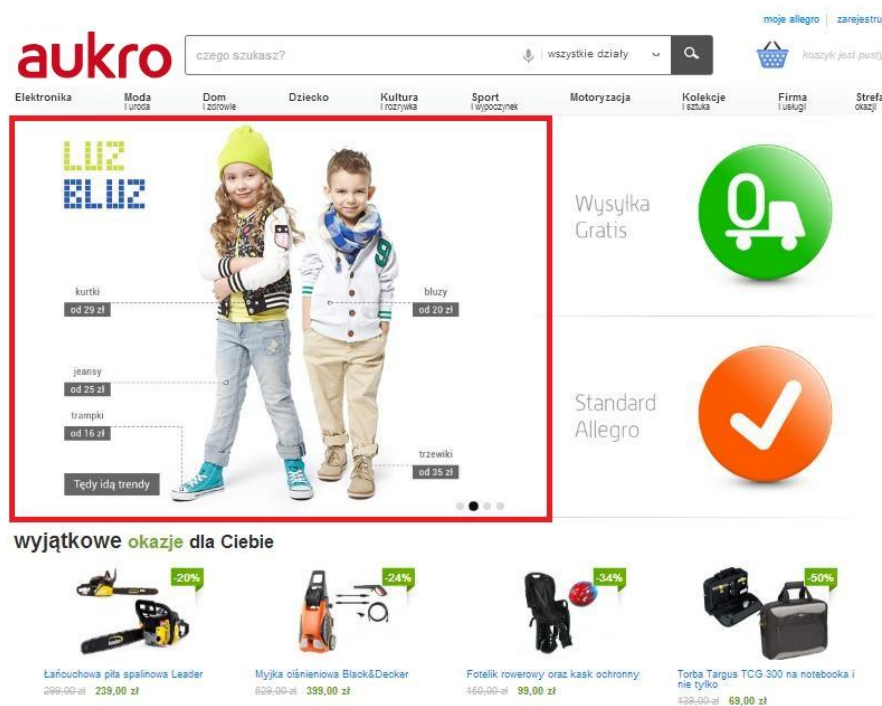 moje allegro
zarejestru
aukro
czego szukasz?
wszystkie działy
koszyk jest pusty
Elektronika
Moda
i uroda
Dom
i zdrowie
Dziecko
Kultura
i rozrywka
Sport
i wypoczynek
Motoryzacja
Kolekcje
i sztuka
Firma
i usługi
Strefa
okazji
LUZ
BLUZ
kurtki
od 29 zł
bluzy
od 20 zł
jeansy
od 25 zł
trampki
od 16 zł
trzewiki
od 35 zł
Tędy idą trendy
Wysyłka
Gratis
0
Standard
Allegro
wyjątkowe okazje dla Ciebie
-20%
Łańcuchowa piła spalinowa Leader
299,00 zł 239,00 zł
-24%
Myjka ciśnieniowa Black&Decker
529,00 zł 399,00 zł
-34%
Fotelik rowerowy oraz kask ochronny
150,00 zł 99,00 zł
-50%
Torba Targus TCG 300 na notebooka i
nie tylko
139,00 zł 69,00 zł